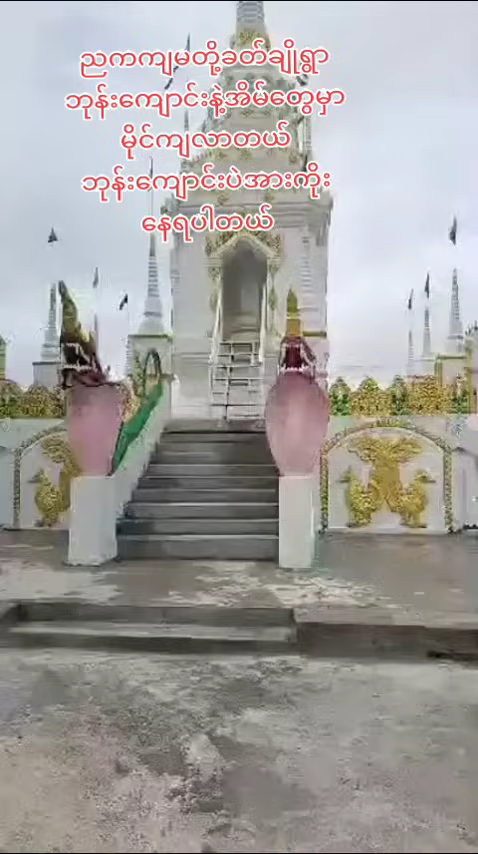 ညကကျမတို့ခတ်ချိုရွာ
ဘုန်းကျောင်းနဲ့အိမ်တွေမှာ
မိုင်ကျလာတယ်
ဘုန်းကျောင်းပဲအားကိုး
နေရပါတယ်